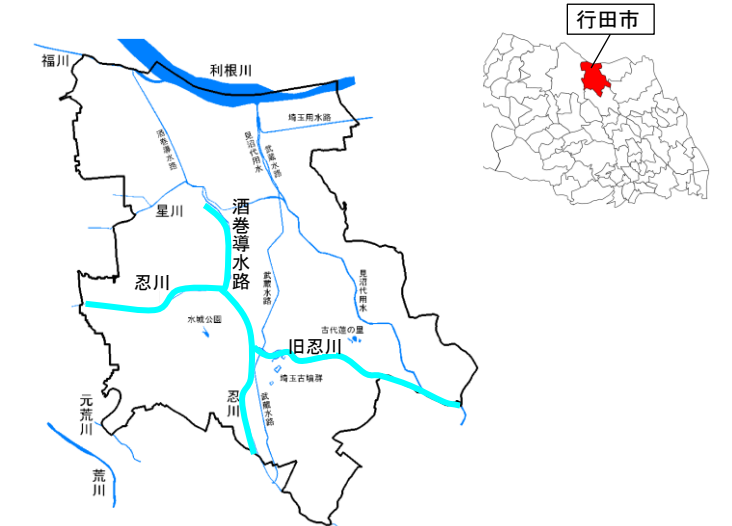 行田市
福川
利根川
埼玉用水路
酒巻導水路
見沼代用水
武蔵水路
星川
酒巻導水路
忍川
武蔵水路
見沼代用水
水城公園
古代蓮の里
旧忍川
埼玉古墳群
忍川
武蔵水路
元荒川
荒川